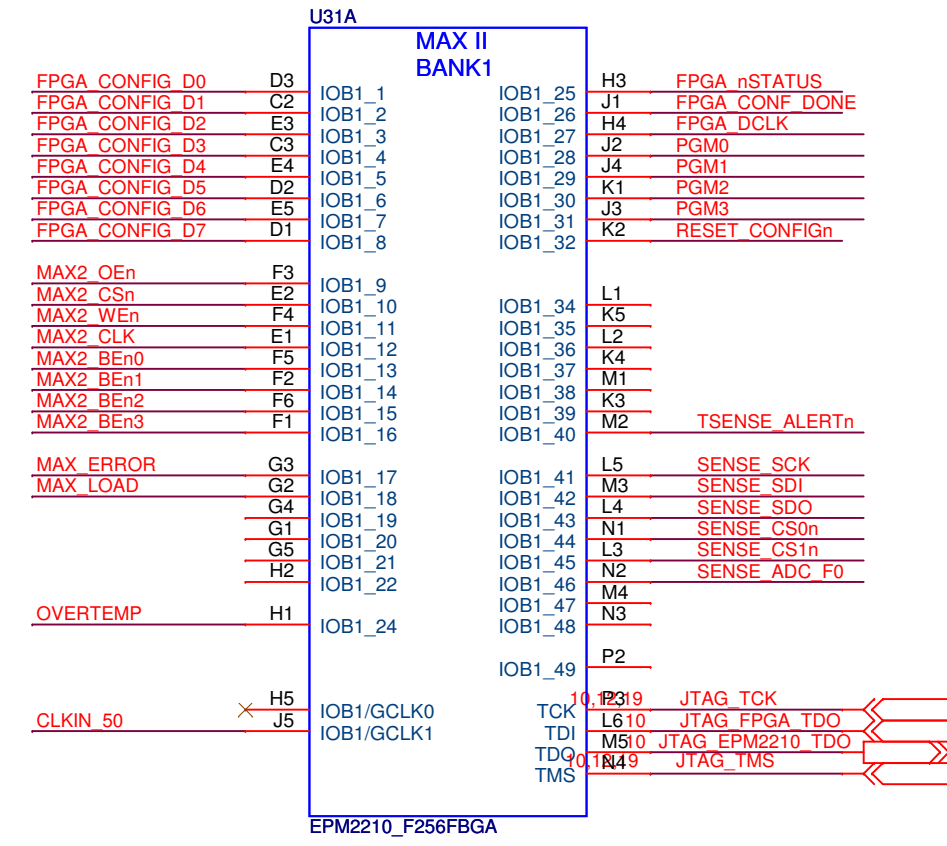 U31A
MAX II
BANK1
FPGA_CONFIG_D0 D3 IOB1_1 IOB1_25 H3 FPGA_nSTATUS
FPGA_CONFIG_D1 C2 IOB1_2 IOB1_26 J1 FPGA_CONF_DONE
FPGA_CONFIG_D2 E3 IOB1_3 IOB1_27 H4 FPGA_DCLK
FPGA_CONFIG_D3 C3 IOB1_4 IOB1_28 J2 PGM0
FPGA_CONFIG_D4 E4 IOB1_5 IOB1_29 J4 PGM1
FPGA_CONFIG_D5 D2 IOB1_6 IOB1_30 K1 PGM2
FPGA_CONFIG_D6 E5 IOB1_7 IOB1_31 J3 PGM3
FPGA_CONFIG_D7 D1 IOB1_8 IOB1_32 K2 RESET_CONFIGn
MAX2_OEn F3 IOB1_9
MAX2_CSn E2 IOB1_10 IOB1_34 L1
MAX2_WEn F4 IOB1_11 IOB1_35 K5
MAX2_CLK E1 IOB1_12 IOB1_36 L2
MAX2_BEn0 F5 IOB1_13 IOB1_37 K4
MAX2_BEn1 F2 IOB1_14 IOB1_38 M1
MAX2_BEn2 F6 IOB1_15 IOB1_39 K3
MAX2_BEn3 F1 IOB1_16 IOB1_40 M2 TSENSE_ALERTn
MAX_ERROR G3 IOB1_17 IOB1_41 L5 SENSE_SCK
MAX_LOAD G2 IOB1_18 IOB1_42 M3 SENSE_SDI
G4 IOB1_19 IOB1_43 L4 SENSE_SDO
G1 IOB1_20 IOB1_44 N1 SENSE_CS0n
G5 IOB1_21 IOB1_45 L3 SENSE_CS1n
H2 IOB1_22 IOB1_46 N2 SENSE_ADC_F0
IOB1_47 M4
OVERTEMP H1 IOB1_24 IOB1_48 N3
IOB1_49 P2
H5 IOB1/GCLK0 TCK P3 10,12,19 JTAG_TCK
CLKIN_50 J5 IOB1/GCLK1 TDI L6 10 JTAG_FPGA_TDO
TDO M5 10 JTAG_EPM2210_TDO
TMS N4 10,12,19 JTAG_TMS
EPM2210_F256FBGA